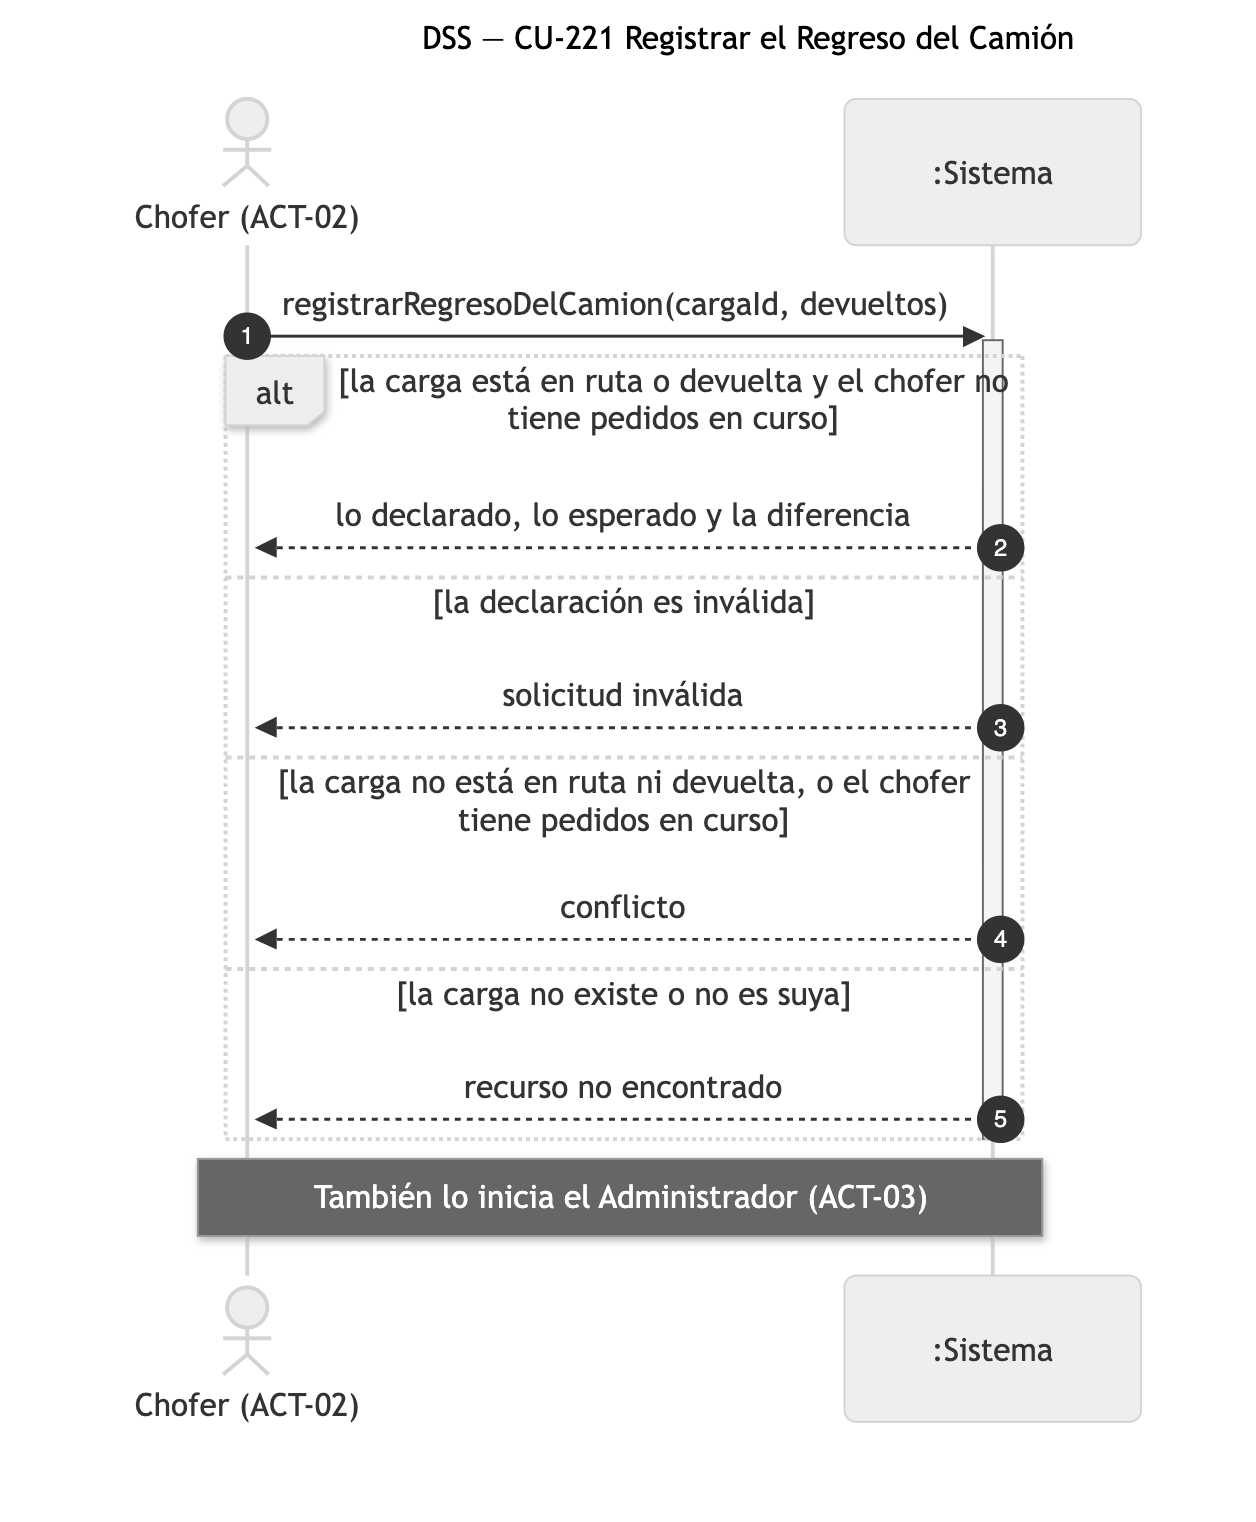 DSS — CU-221 Registrar el Regreso del Camión
Chofer (ACT-02)
:Sistema
registrarRegresoDelCamion(cargaId, devueltos)
1
alt
[la carga está en ruta o devuelta y el chofer no
tiene pedidos en curso]
lo declarado, lo esperado y la diferencia
2
[la declaración es inválida]
solicitud inválida
3
[la carga no está en ruta ni devuelta, o el chofer
tiene pedidos en curso]
conflicto
4
[la carga no existe o no es suya]
recurso no encontrado
5
También lo inicia el Administrador (ACT-03)
Chofer (ACT-02)
:Sistema